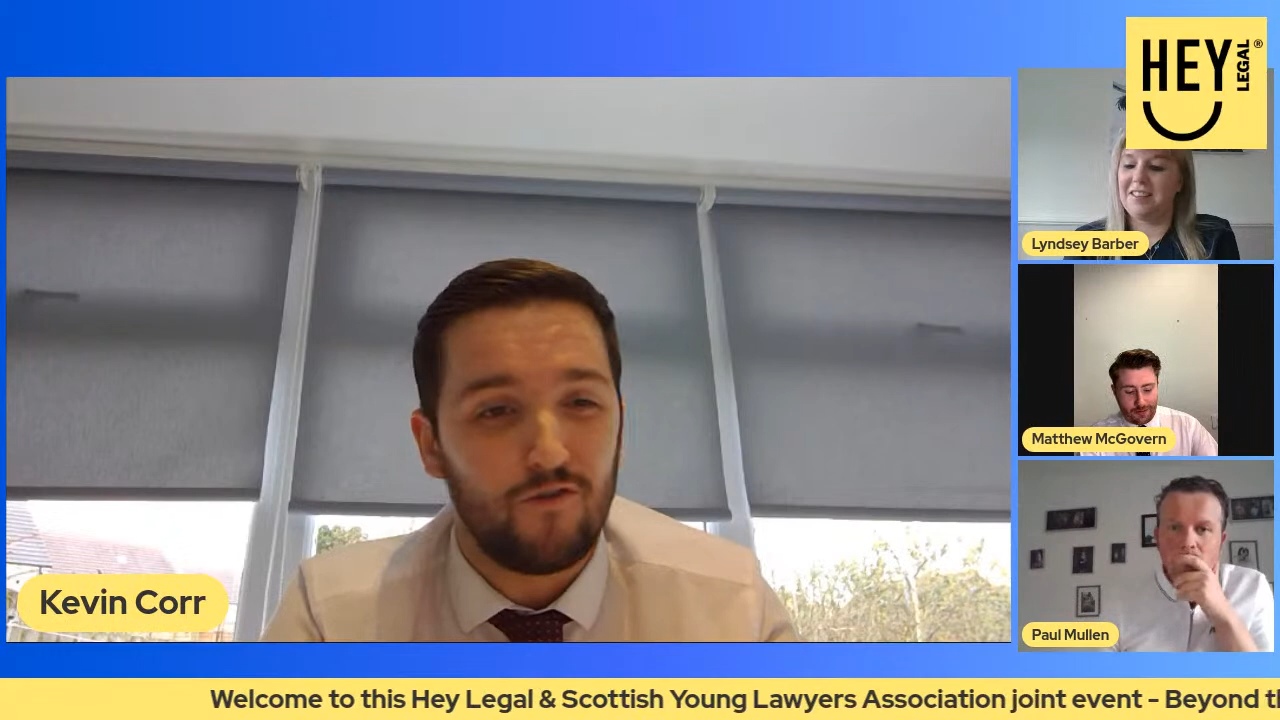 HEY LEGAL®
Lyndsey Barber
Matthew McGovern
Kevin Corr
Paul Mullen
Welcome to this Hey Legal & Scottish Young Lawyers Association joint event - Beyond